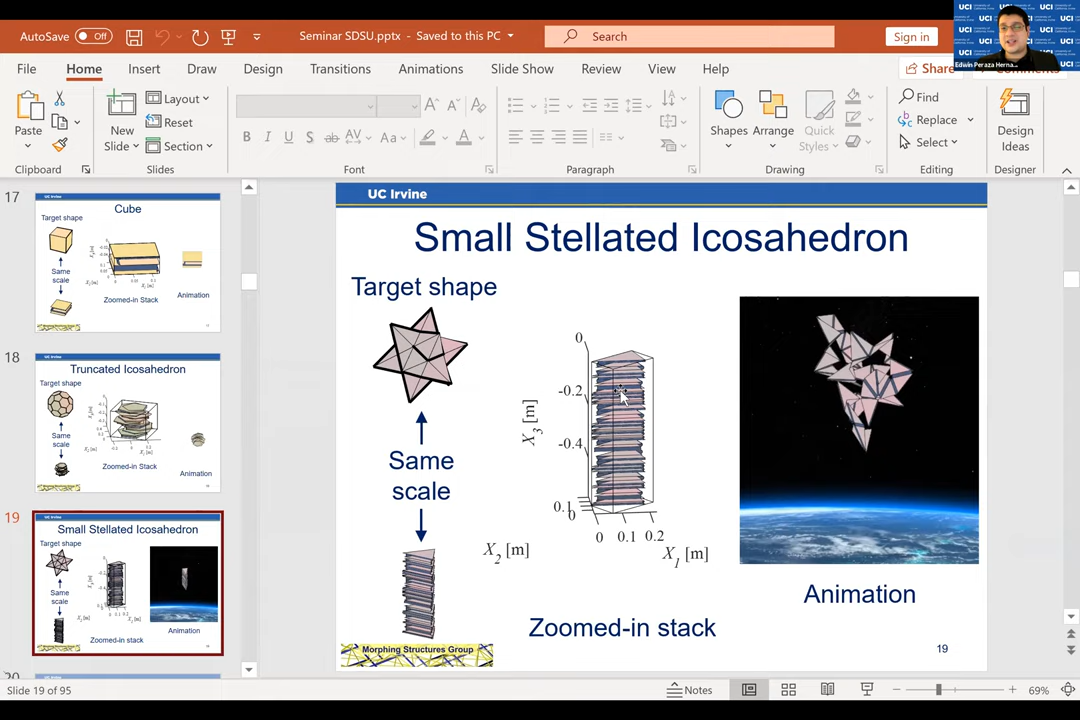 AutoSave Off
Seminar SDSU.pptx - Saved to this PC
Search
Sign in
UCI
Edwin Peraza Herna...
File Home Insert Draw Design Transitions Animations Slide Show Review View Help
Share
Comments
Paste
New
Slide
Layout
Reset
Section
Shapes
Arrange
Quick
Styles
Find
Replace
Select
Design
Ideas
Clipboard
Slides
Font
Paragraph
Drawing
Editing
Designer
17
UC Irvine
Cube
Target shape
Same
scale
Zoomed-in Stack
Animation
18
Truncated Icosahedron
Target shape
Same
scale
Zoomed-in Stack
Animation
19
Small Stellated Icosahedron
Target shape
Same
scale
Zoomed-in stack
Animation
20
UC Irvine
Small Stellated Icosahedron
Target shape
Same
scale
0
-0.2
-0.4
0.1
0
0 0.1 0.2
X3 [m]
X2 [m]
X1 [m]
Animation
Zoomed-in stack
Morphing Structures Group
19
Slide 19 of 95
Notes
69%